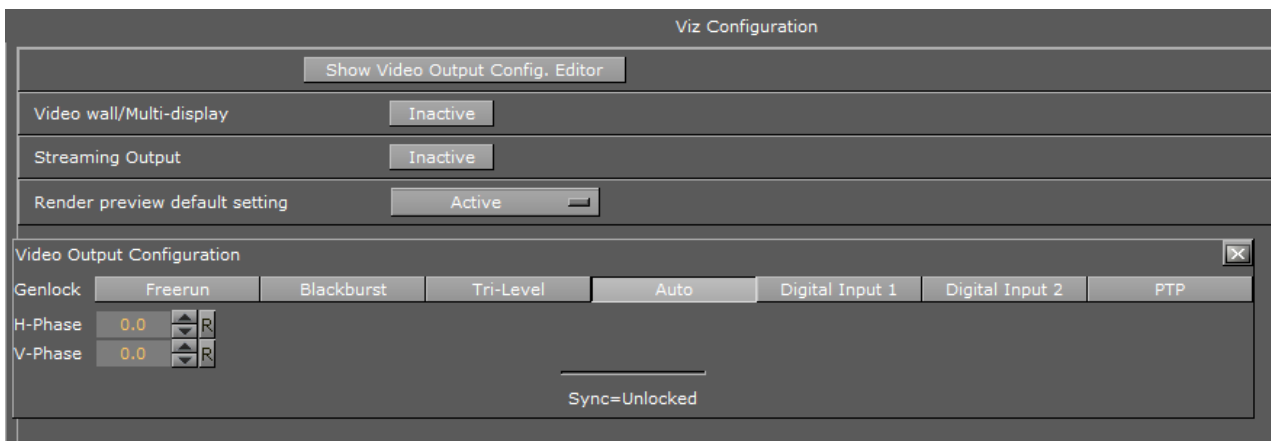 Viz Configuration
Show Video Output Config. Editor
Video wall/Multi-display Inactive
Streaming Output Inactive
Render preview default setting Active
Video Output Configuration
Genlock Freerun Blackburst Tri-Level Auto Digital Input 1 Digital Input 2 PTP
H-Phase 0.0 R
V-Phase 0.0 R
Sync=Unlocked